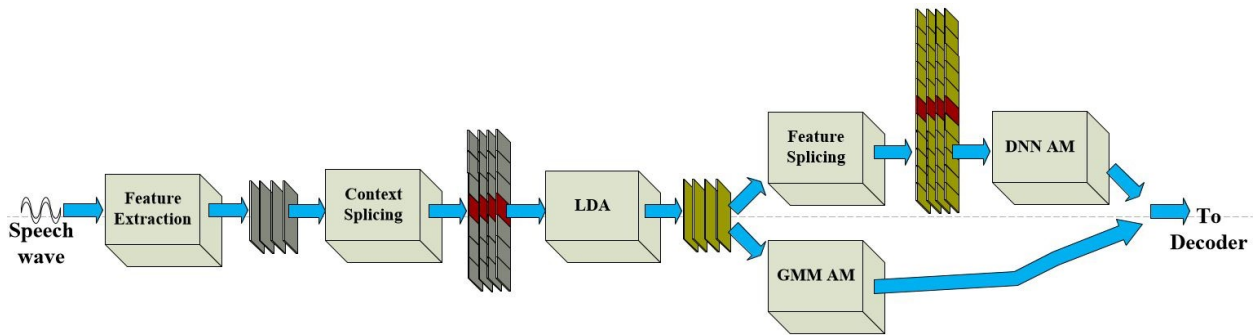 Speech
wave
Feature
Extraction
Context
Splicing
LDA
Feature
Splicing
DNN AM
GMM AM
To
Decoder